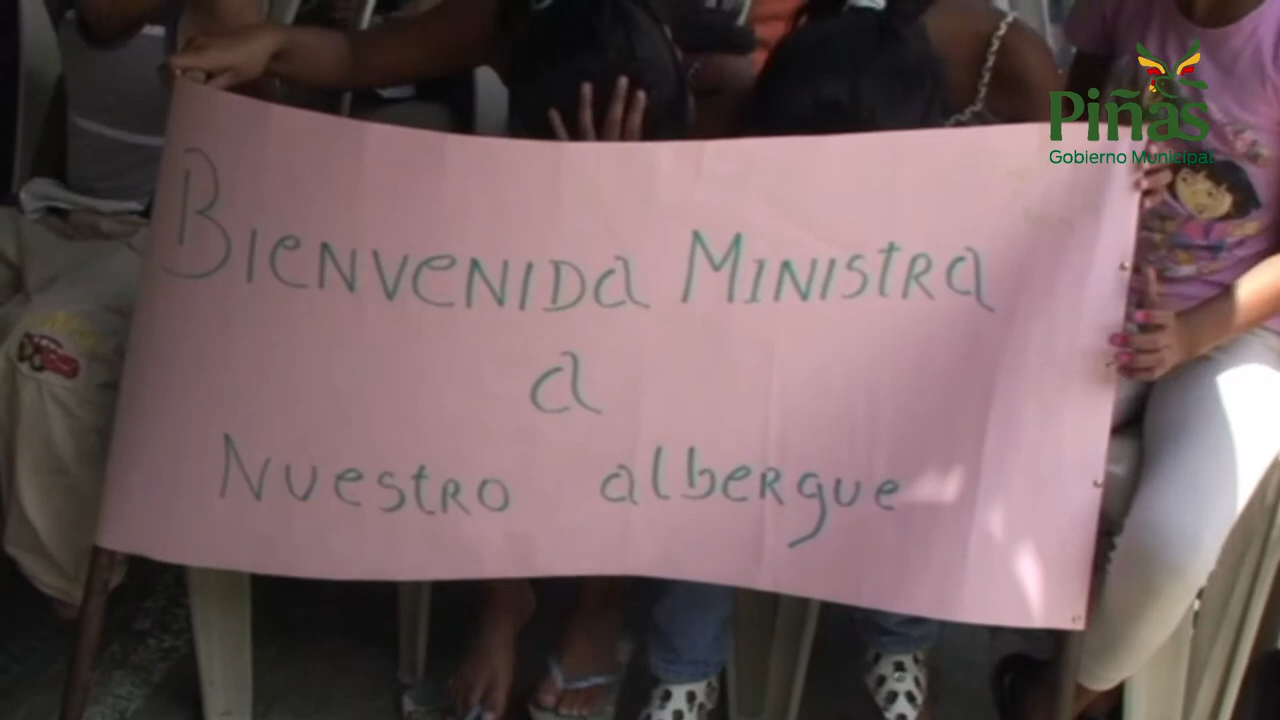 Piñas
Gobierno Municipal
BIENVENIDA MINISTRA
a
NUESTRO albergue